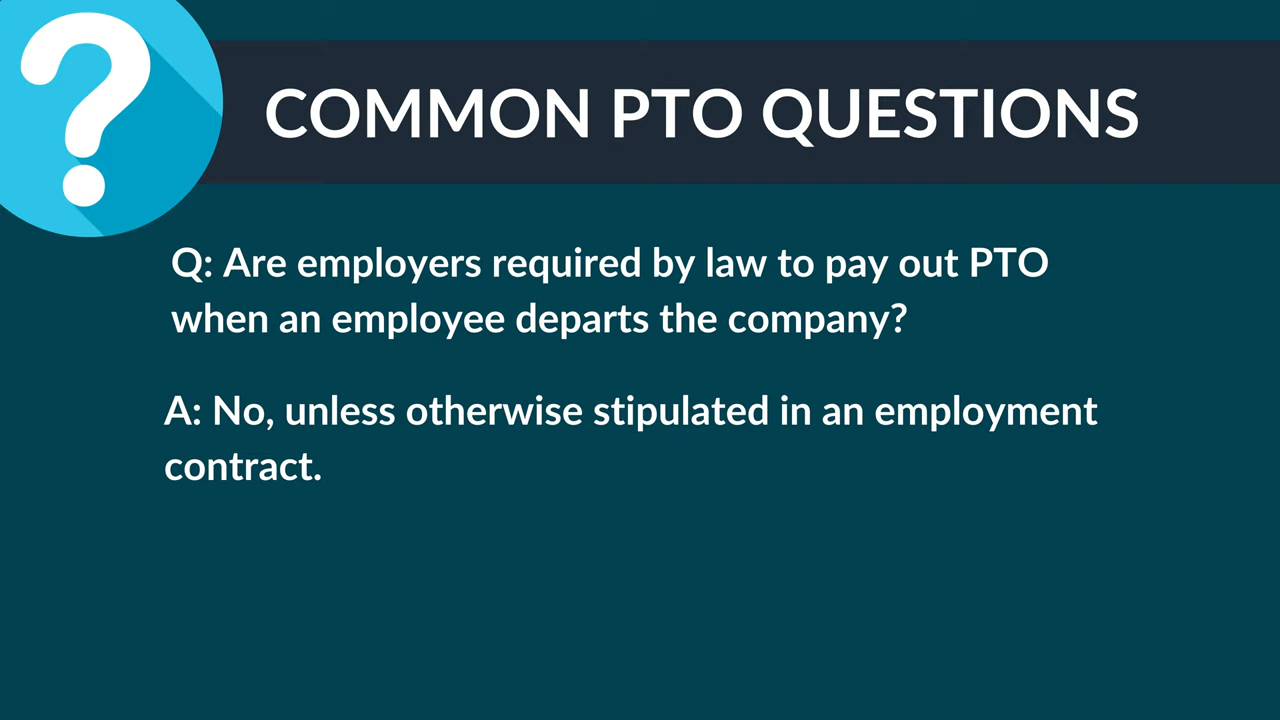 COMMON PTO QUESTIONS
Q: Are employers required by law to pay out PTO
when an employee departs the company?
A: No, unless otherwise stipulated in an employment
contract.